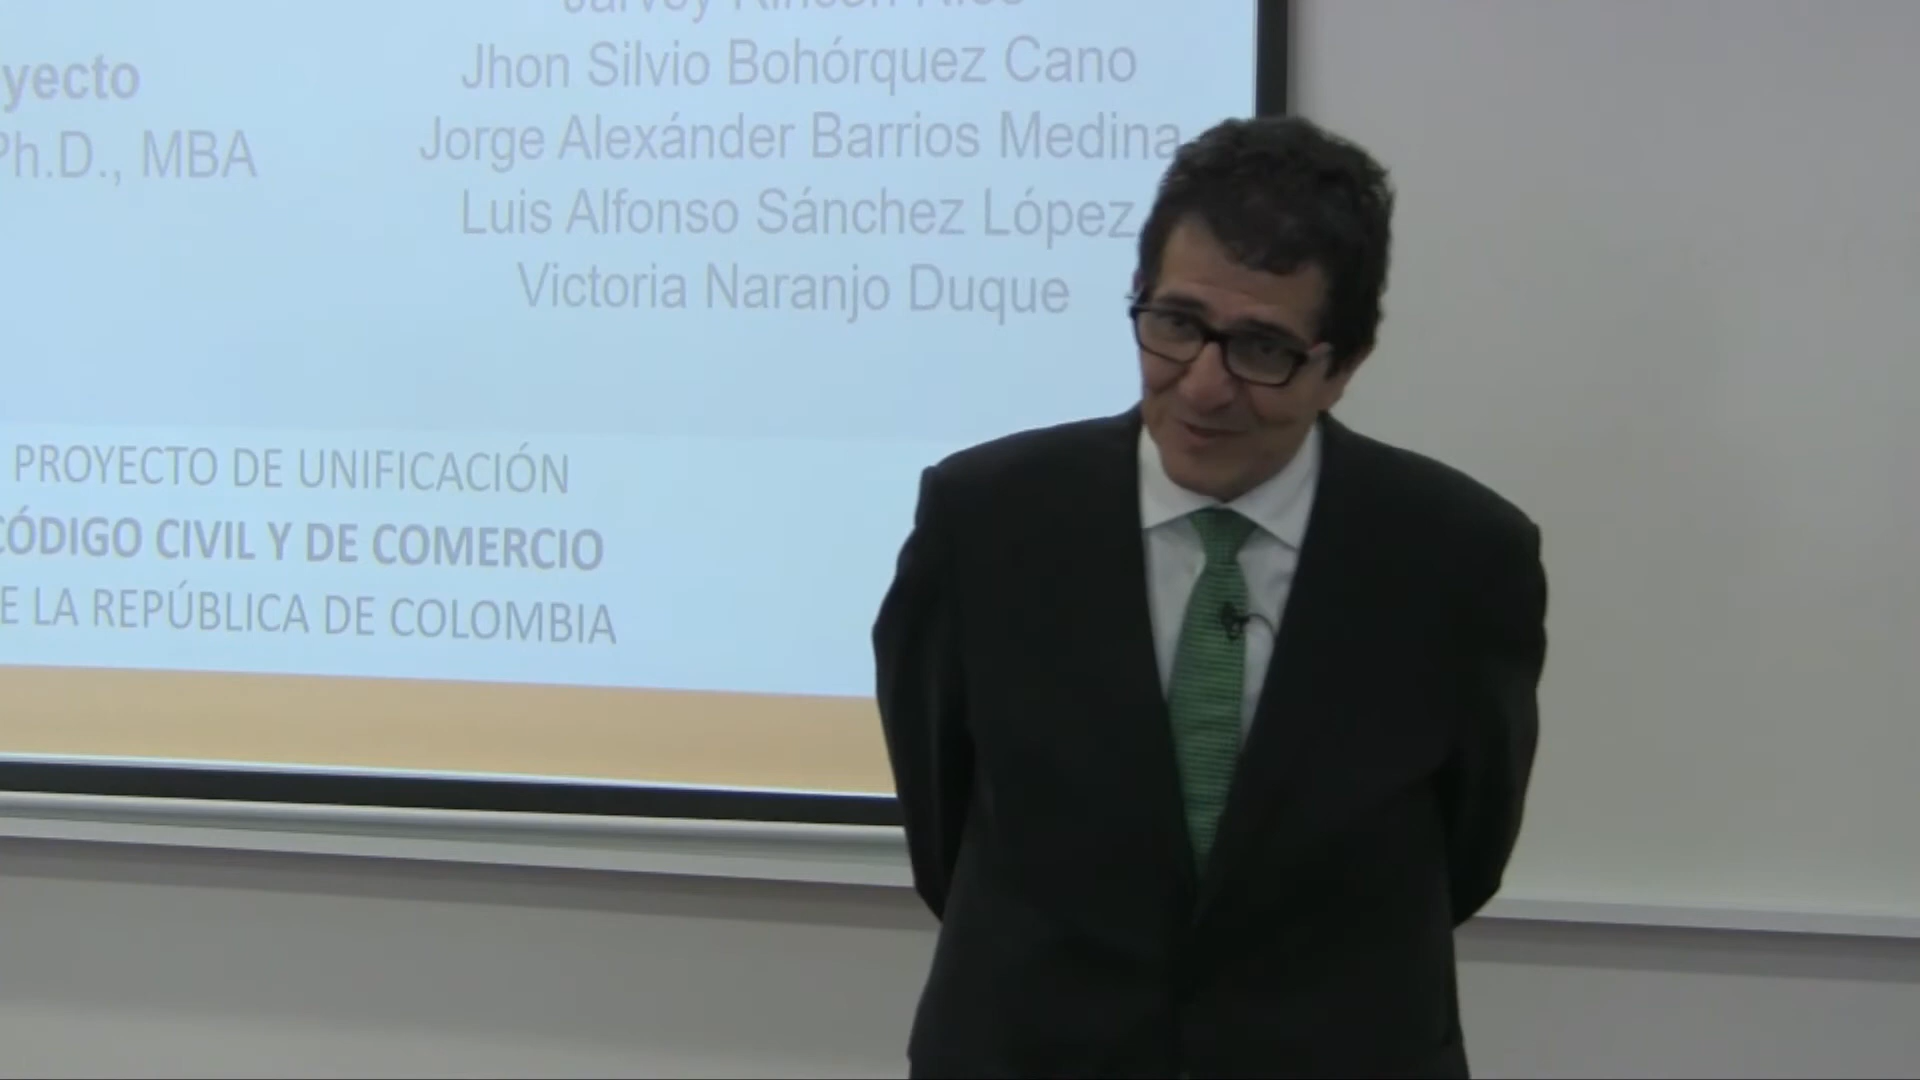 yecto
Ph.D., MBA
Jhon Silvio Bohórquez Cano
Jorge Alexánder Barrios Medina
Luis Alfonso Sánchez López
Victoria Naranjo Duque
PROYECTO DE UNIFICACIÓN
CÓDIGO CIVIL Y DE COMERCIO
E LA REPÚBLICA DE COLOMBIA